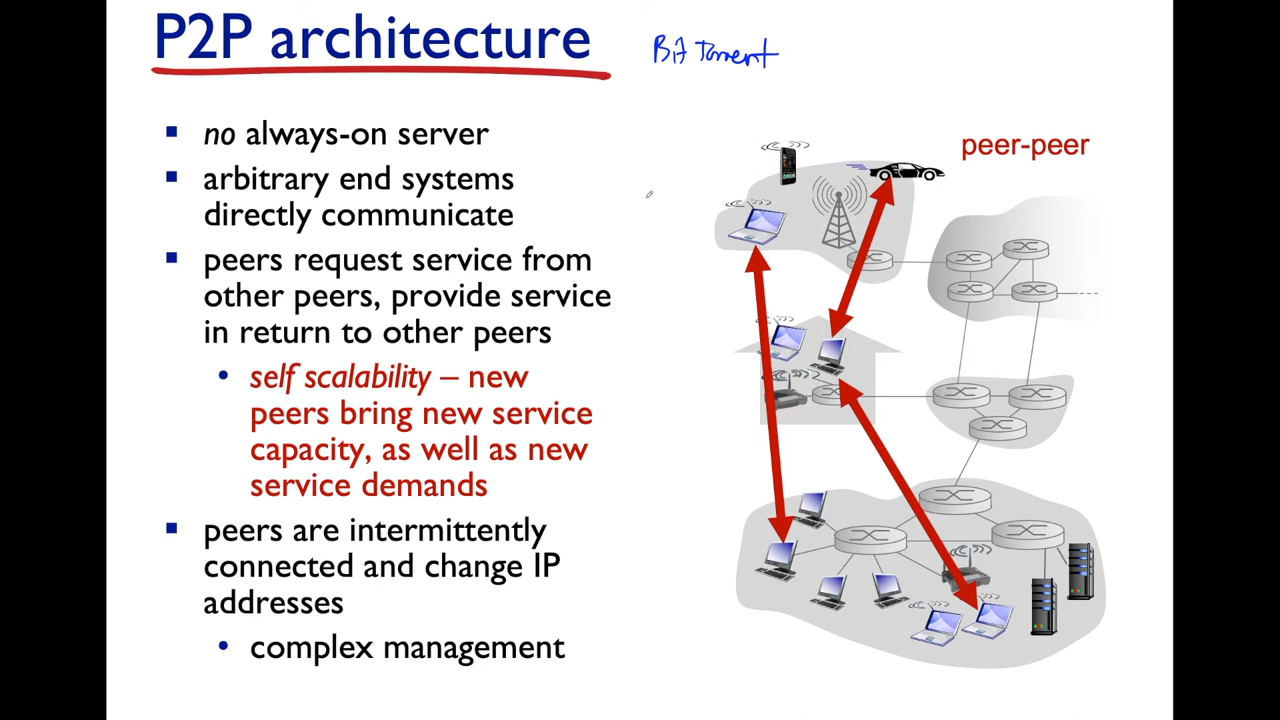 P2P architecture
Bit Torrent
no always-on server
arbitrary end systems
directly communicate
peers request service from
other peers, provide service
in return to other peers
self scalability – new
peers bring new service
capacity, as well as new
service demands
peers are intermittently
connected and change IP
addresses
complex management
peer-peer